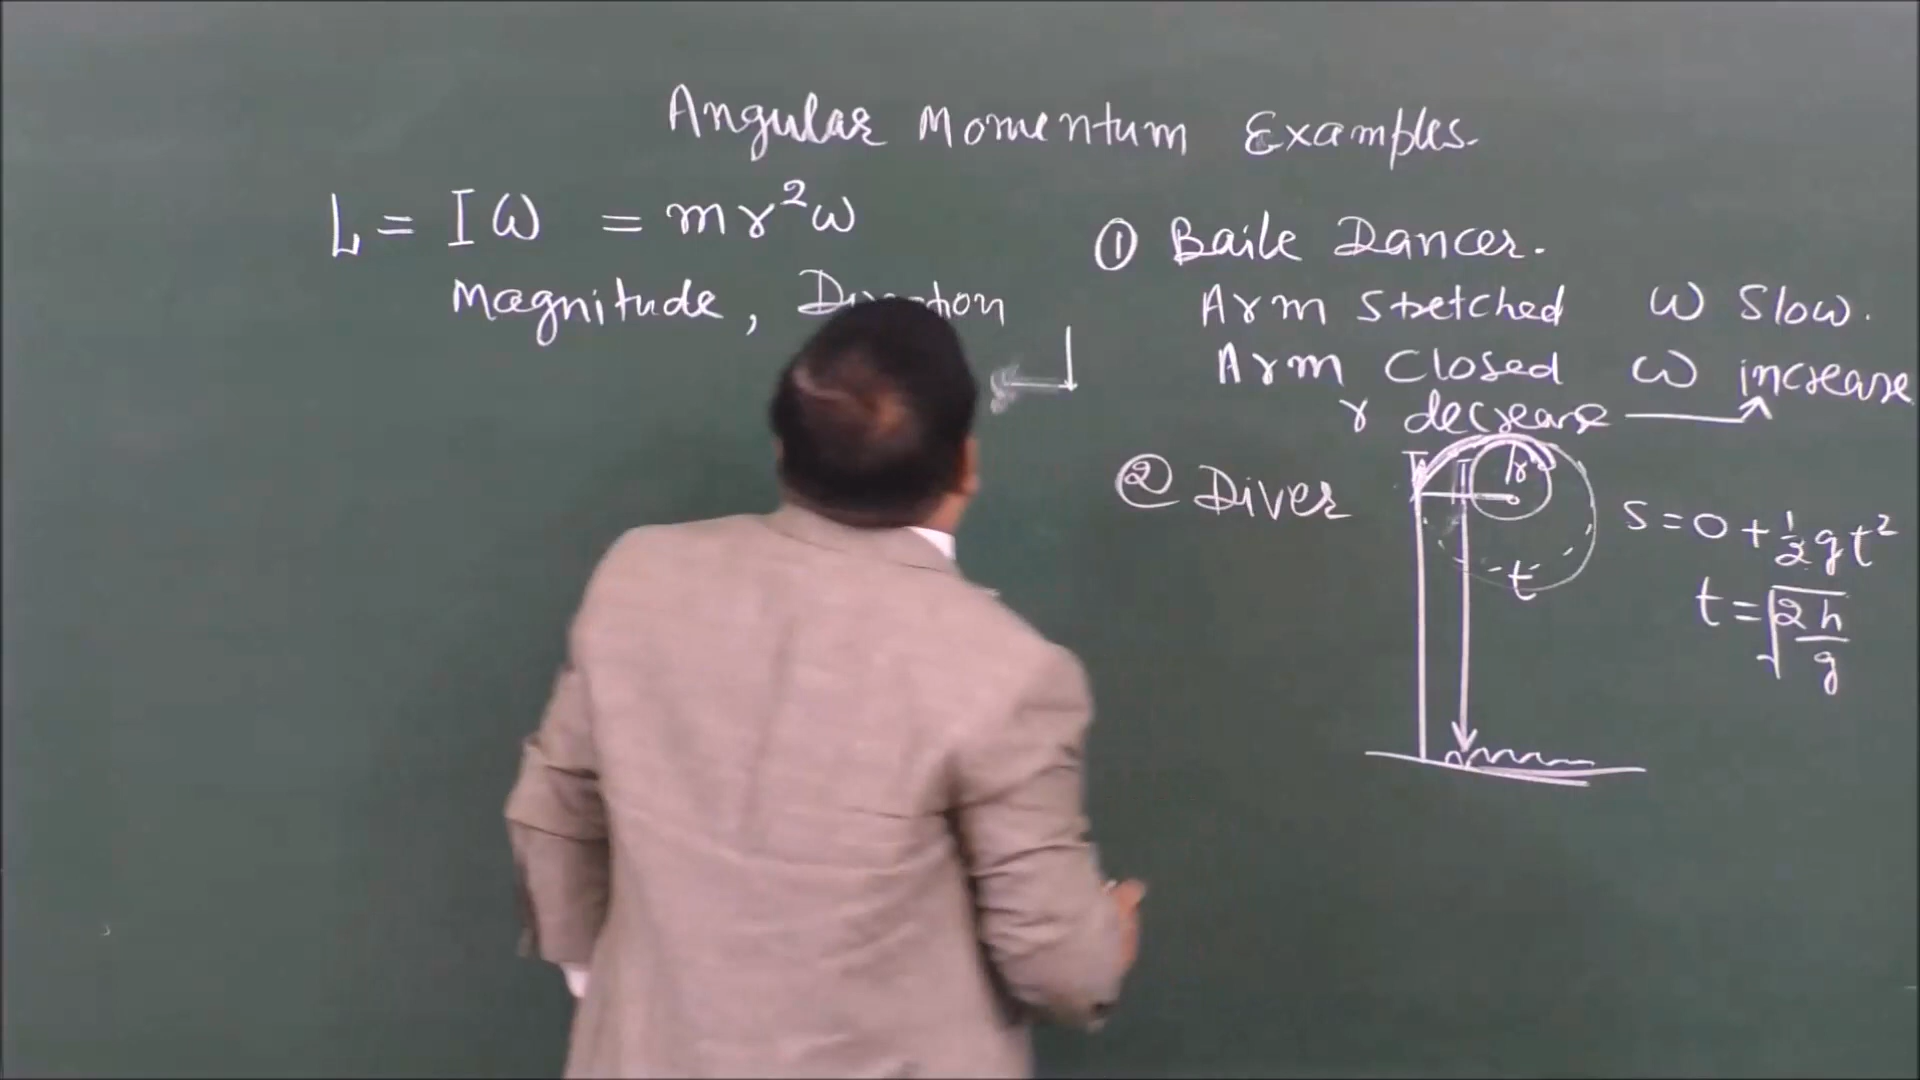 Angular Momentum Examples.
L = Iω = mr²ω
Magnitude,
① Baile Dancer.
Arm stretched ω Slow.
Arm Closed ω increase
r decrease
② Diver
r
t
S = 0 + ½gt²
t = √(2h/g)